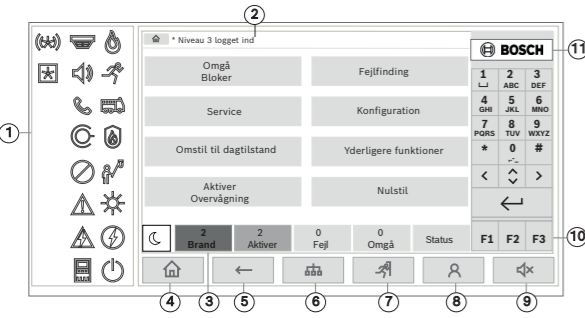 2
* Niveau 3 logget ind
BOSCH
11
Omgå
Bloker
Fejlfinding
1 2 ABC 3 DEF
Service
Konfiguration
4 GHI 5 JKL 6 MNO
1
7 PQRS 8 TUV 9 WXYZ
Omstil til dagtilstand
Yderligere funktioner
* 0 #
Aktiver
Overvågning
Nulstil
2
Brand
2
Aktiver
0
Fejl
0
Omgå
Status
F1 F2 F3
10
4 3 5 6 7 8 9